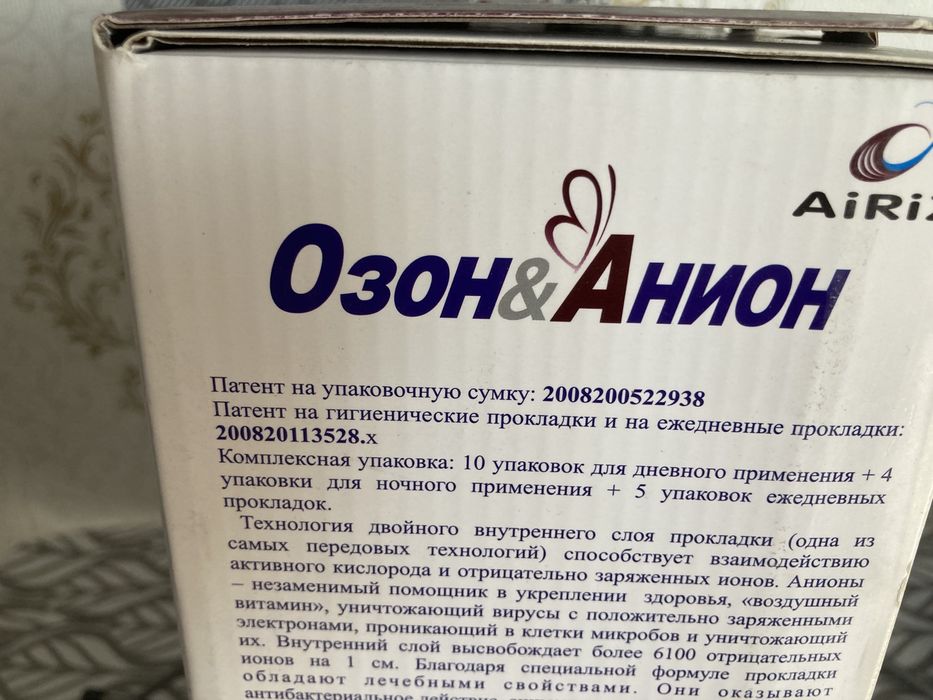 AiRiZ
Озон&Анион
Патент на упаковочную сумку: 2008200522938
Патент на гигиенические прокладки и на ежедневные прокладки:
200820113528.x
Комплексная упаковка: 10 упаковок для дневного применения + 4
упаковки для ночного применения + 5 упаковок ежедневных
прокладок.
Технология двойного внутреннего слоя прокладки (одна из
самых передовых технологий) способствует взаимодействию
активного кислорода и отрицательно заряженных ионов. Анионы
– незаменимый помощник в укреплении здоровья, «воздушный
витамин», уничтожающий вирусы с положительно заряженными
электронами, проникающий в клетки микробов и уничтожающий
их. Внутренний слой высвобождает более 6100 отрицательных
ионов на 1 см. Благодаря специальной формуле прокладки
обладают лечебными свойствами. Они оказывают
антибактериальное действие,